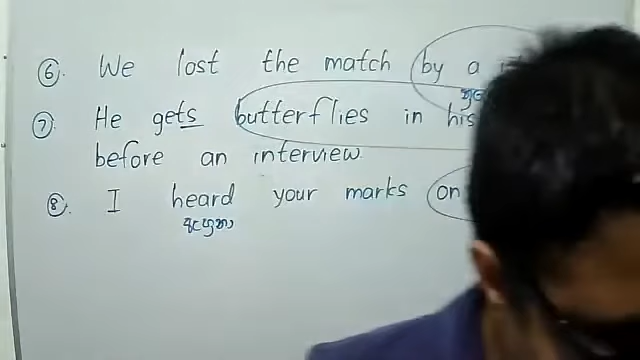 ⑥. We lost the match by a
⑦. He gets butterflies in his
before an interview
⑧. I heard your marks on